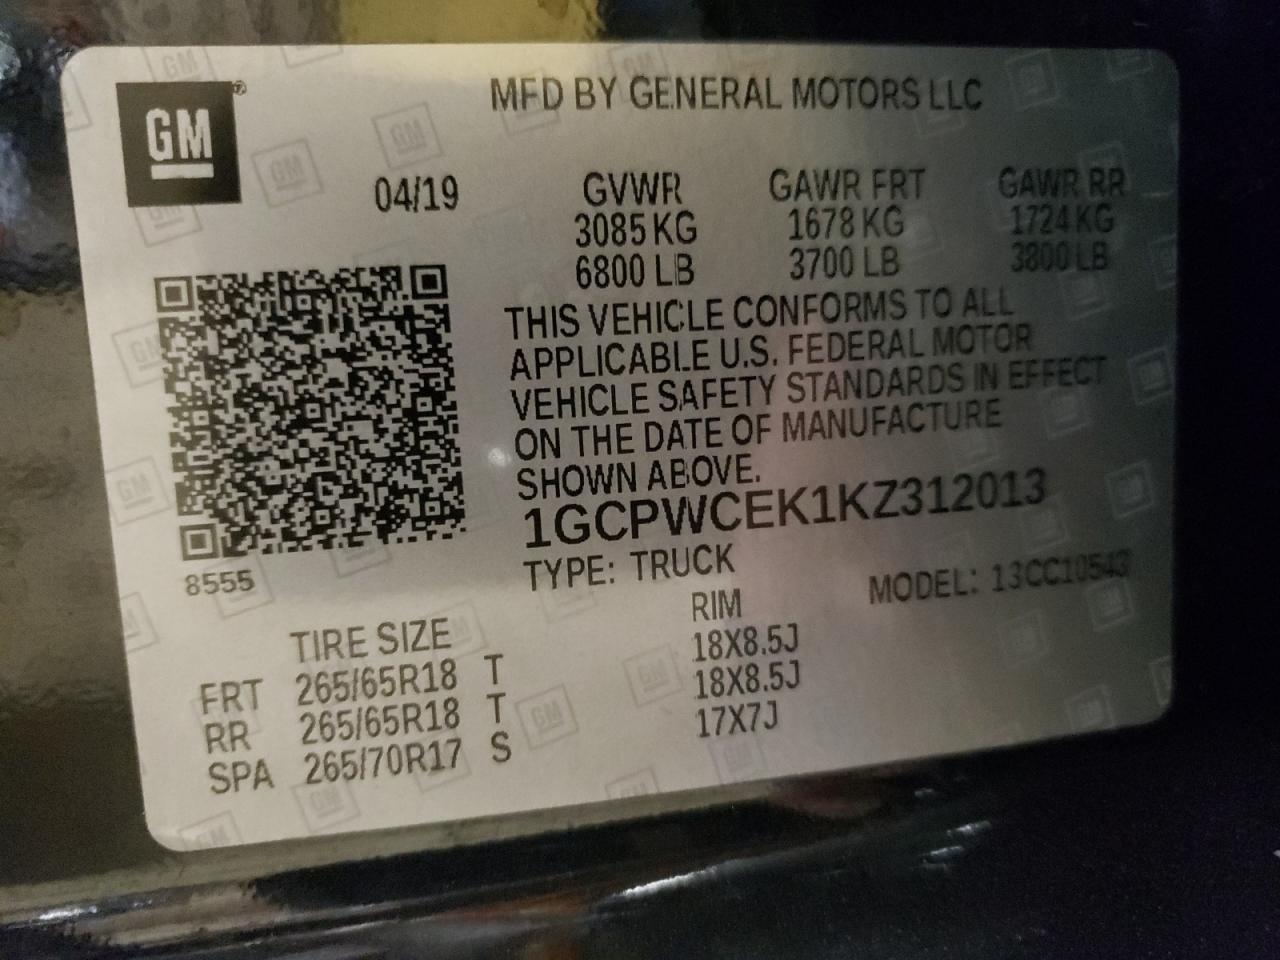 GM
MFD BY GENERAL MOTORS LLC
04/19 GVWR GAWR FRT GAWR RR
3085 KG 1678 KG 1724 KG
6800 LB 3700 LB 3800 LB
THIS VEHICLE CONFORMS TO ALL
APPLICABLE U.S. FEDERAL MOTOR
VEHICLE SAFETY STANDARDS IN EFFECT
ON THE DATE OF MANUFACTURE
SHOWN ABOVE.
1GCPWCEK1KZ312013
8555
TYPE: TRUCK MODEL: 13CC10543
TIRE SIZE RIM
FRT 265/65R18 T 18X8.5J
RR 265/65R18 T 18X8.5J
SPA 265/70R17 S 17X7J